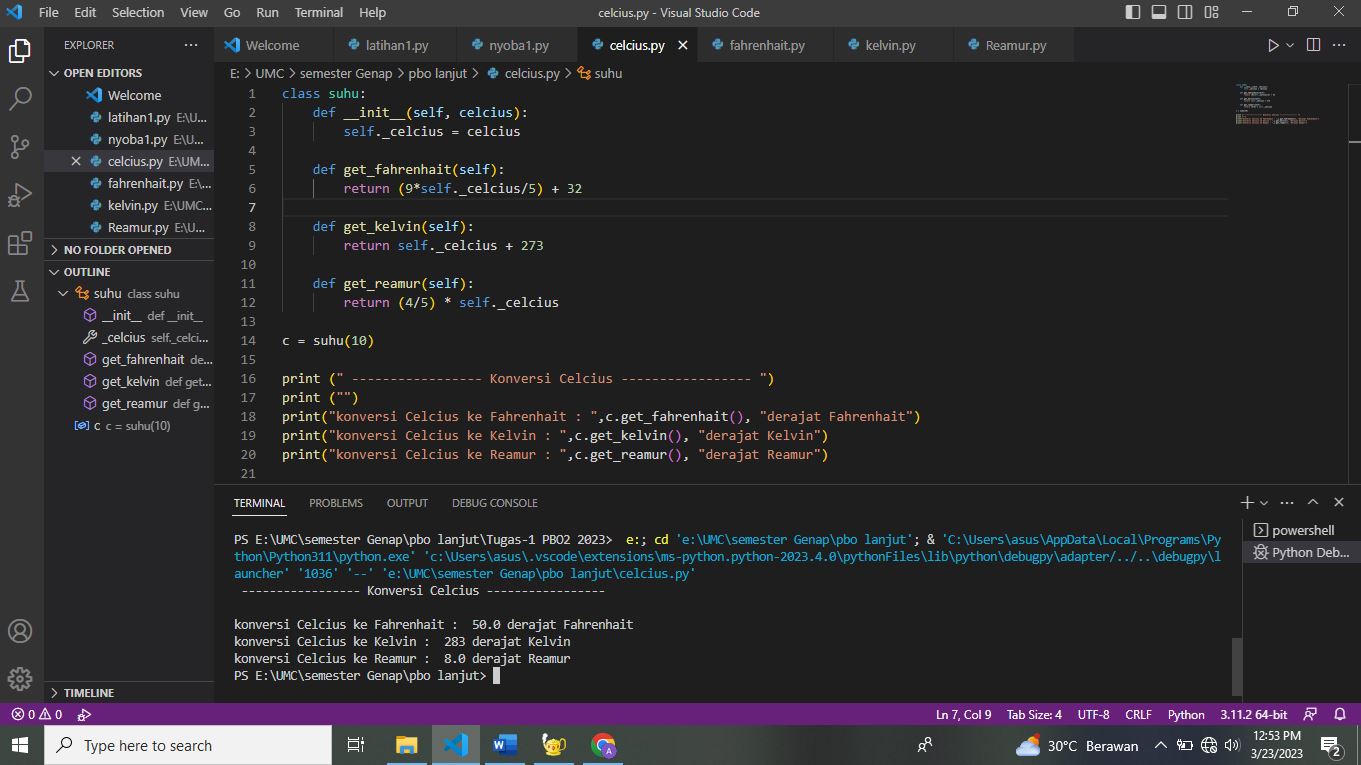 File Edit Selection View Go Run Terminal Help celcius.py - Visual Studio Code
EXPLORER ···
Welcome latihan1.py nyoba1.py celcius.py fahrenhait.py kelvin.py Reamur.py
E: > UMC > semester Genap > pbo lanjut > celcius.py > suhu
OPEN EDITORS
Welcome
latihan1.py E:\U...
nyoba1.py E:\U...
celcius.py E:\UM...
fahrenhait.py E:\...
kelvin.py E:\UMC...
Reamur.py E:\U...
NO FOLDER OPENED
OUTLINE
suhu class suhu
__init__ def __init__
_celcius self._celci...
get_fahrenhait de...
get_kelvin def get...
get_reamur def g...
c c = suhu(10)
TIMELINE
1 class suhu:
2 def __init__(self, celcius):
3 self._celcius = celcius
4
5 def get_fahrenhait(self):
6 return (9*self._celcius/5) + 32
7
8 def get_kelvin(self):
9 return self._celcius + 273
10
11 def get_reamur(self):
12 return (4/5) * self._celcius
13
14 c = suhu(10)
15
16 print (" ----------------- Konversi Celcius ----------------- ")
17 print ("")
18 print("konversi Celcius ke Fahrenhait : ",c.get_fahrenhait(), "derajat Fahrenhait")
19 print("konversi Celcius ke Kelvin : ",c.get_kelvin(), "derajat Kelvin")
20 print("konversi Celcius ke Reamur : ",c.get_reamur(), "derajat Reamur")
21
TERMINAL PROBLEMS OUTPUT DEBUG CONSOLE
powershell
Python Deb...
PS E:\UMC\semester Genap\pbo lanjut\Tugas-1 PBO2 2023> e:; cd 'e:\UMC\semester Genap\pbo lanjut'; & 'C:\Users\asus\AppData\Local\Programs\Py
thon\Python311\python.exe' 'c:\Users\asus\.vscode\extensions\ms-python.python-2023.4.0\pythonFiles\lib\python\debugpy\adapter/../..\debugpy\l
auncher' '1036' '--' 'e:\UMC\semester Genap\pbo lanjut\celcius.py'
----------------- Konversi Celcius -----------------
konversi Celcius ke Fahrenhait : 50.0 derajat Fahrenhait
konversi Celcius ke Kelvin : 283 derajat Kelvin
konversi Celcius ke Reamur : 8.0 derajat Reamur
PS E:\UMC\semester Genap\pbo lanjut>
0 0 Ln 7, Col 9 Tab Size: 4 UTF-8 CRLF Python 3.11.2 64-bit
Type here to search 30°C Berawan 12:53 PM
3/23/2023 2